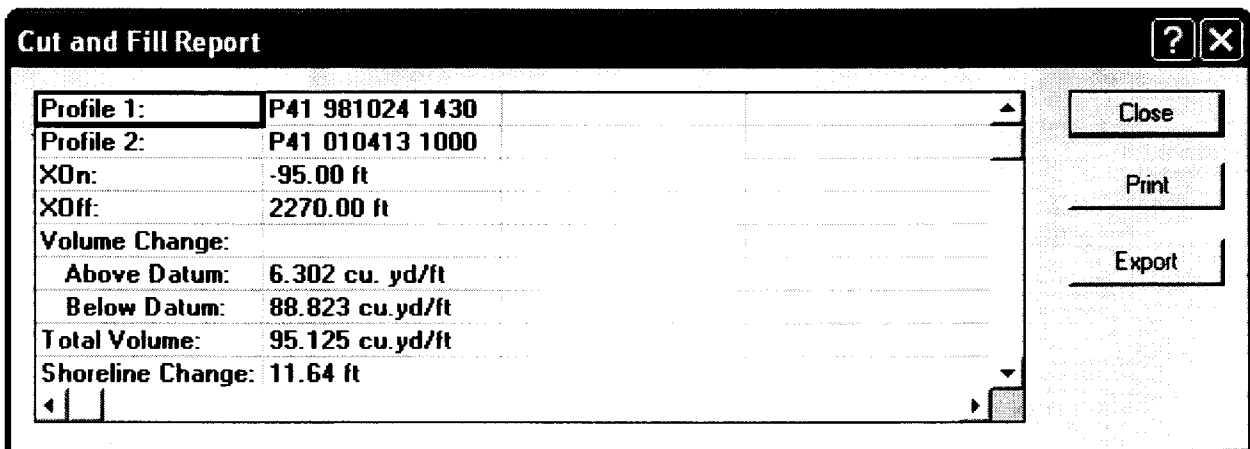 Cut and Fill Report
Profile 1: P41 981024 1430
Profile 2: P41 010413 1000
XOn: -95.00 ft
XOff: 2270.00 ft
Volume Change:
Above Datum: 6.302 cu. yd/ft
Below Datum: 88.823 cu.yd/ft
Total Volume: 95.125 cu.yd/ft
Shoreline Change: 11.64 ft
Close
Print
Export